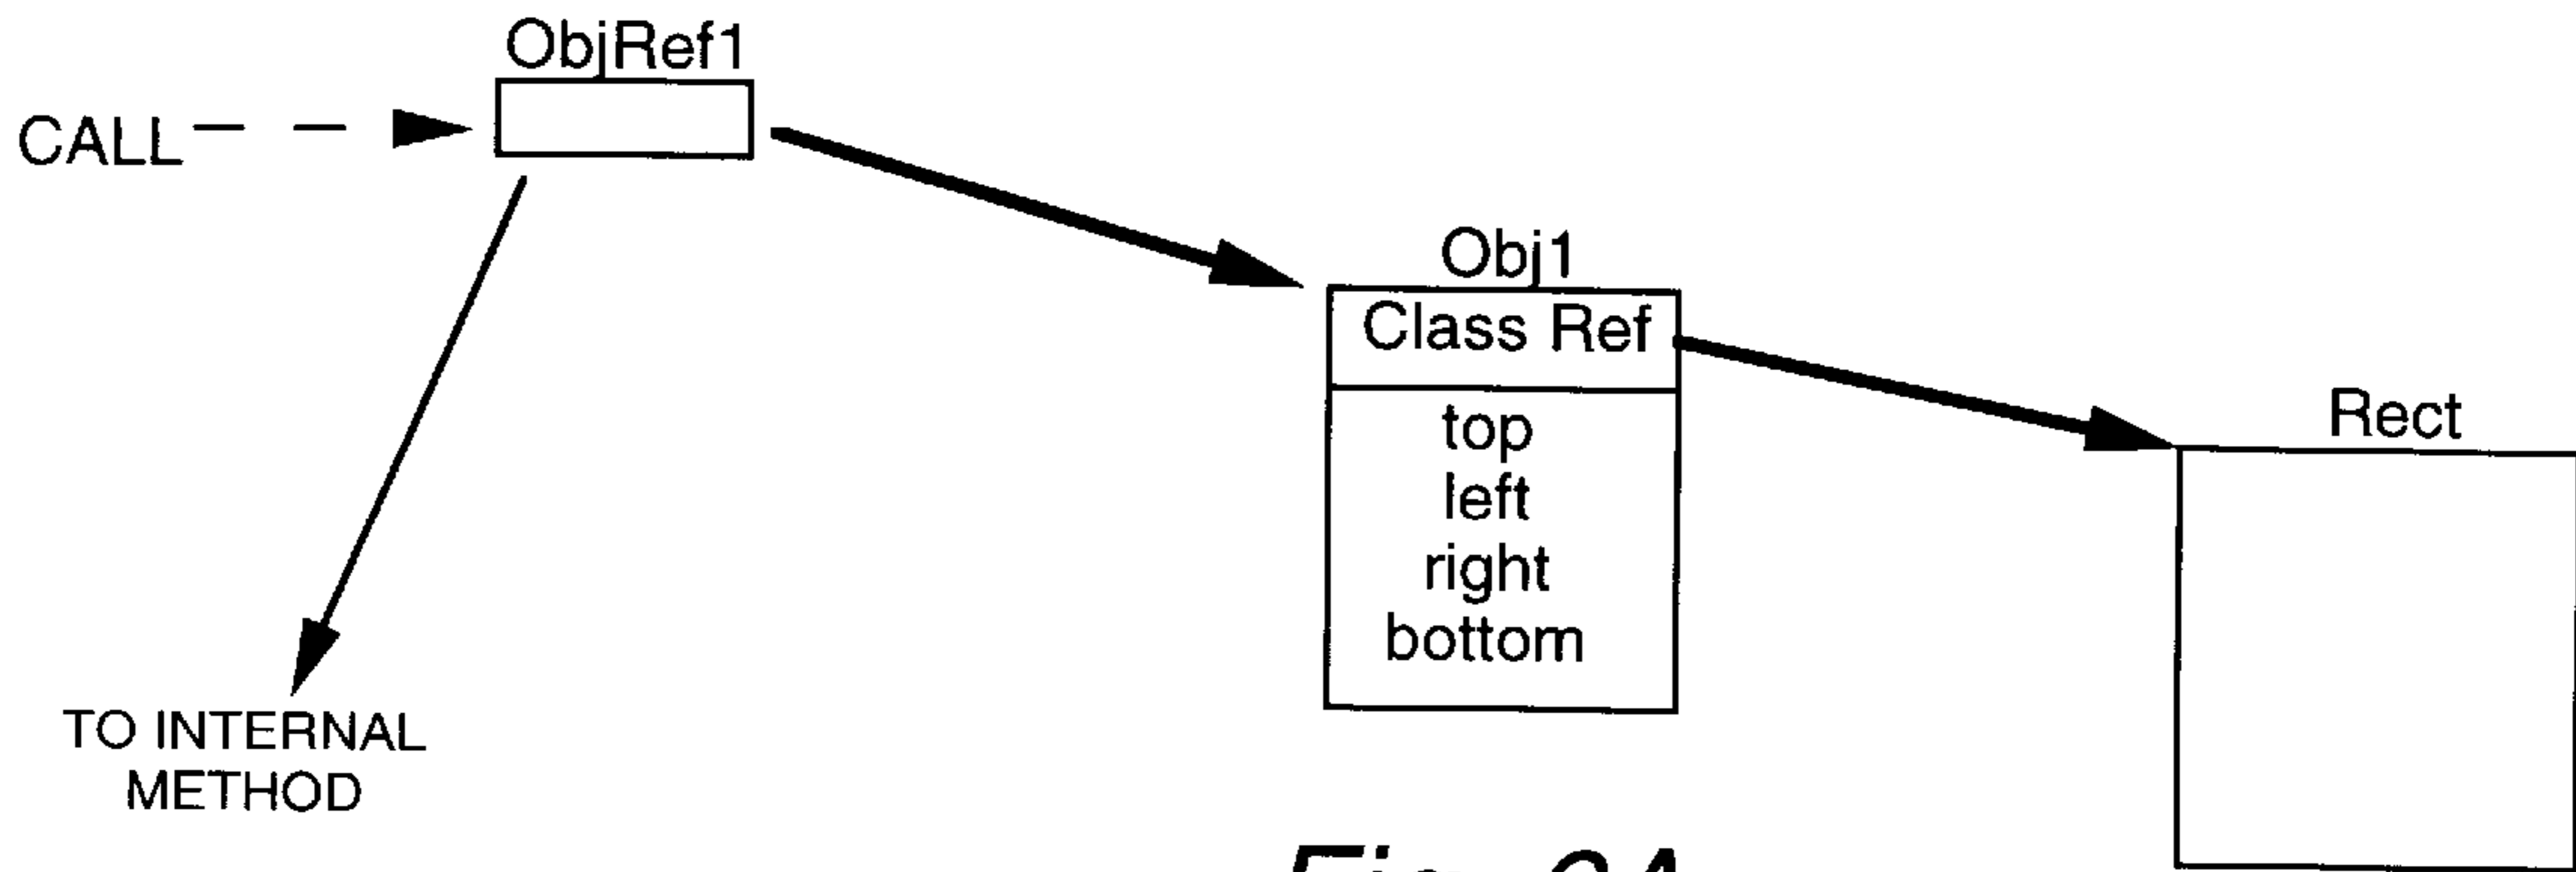 ObjRef1
CALL
Obj1
Class Ref
top
left
right
bottom
Rect
TO INTERNAL
METHOD